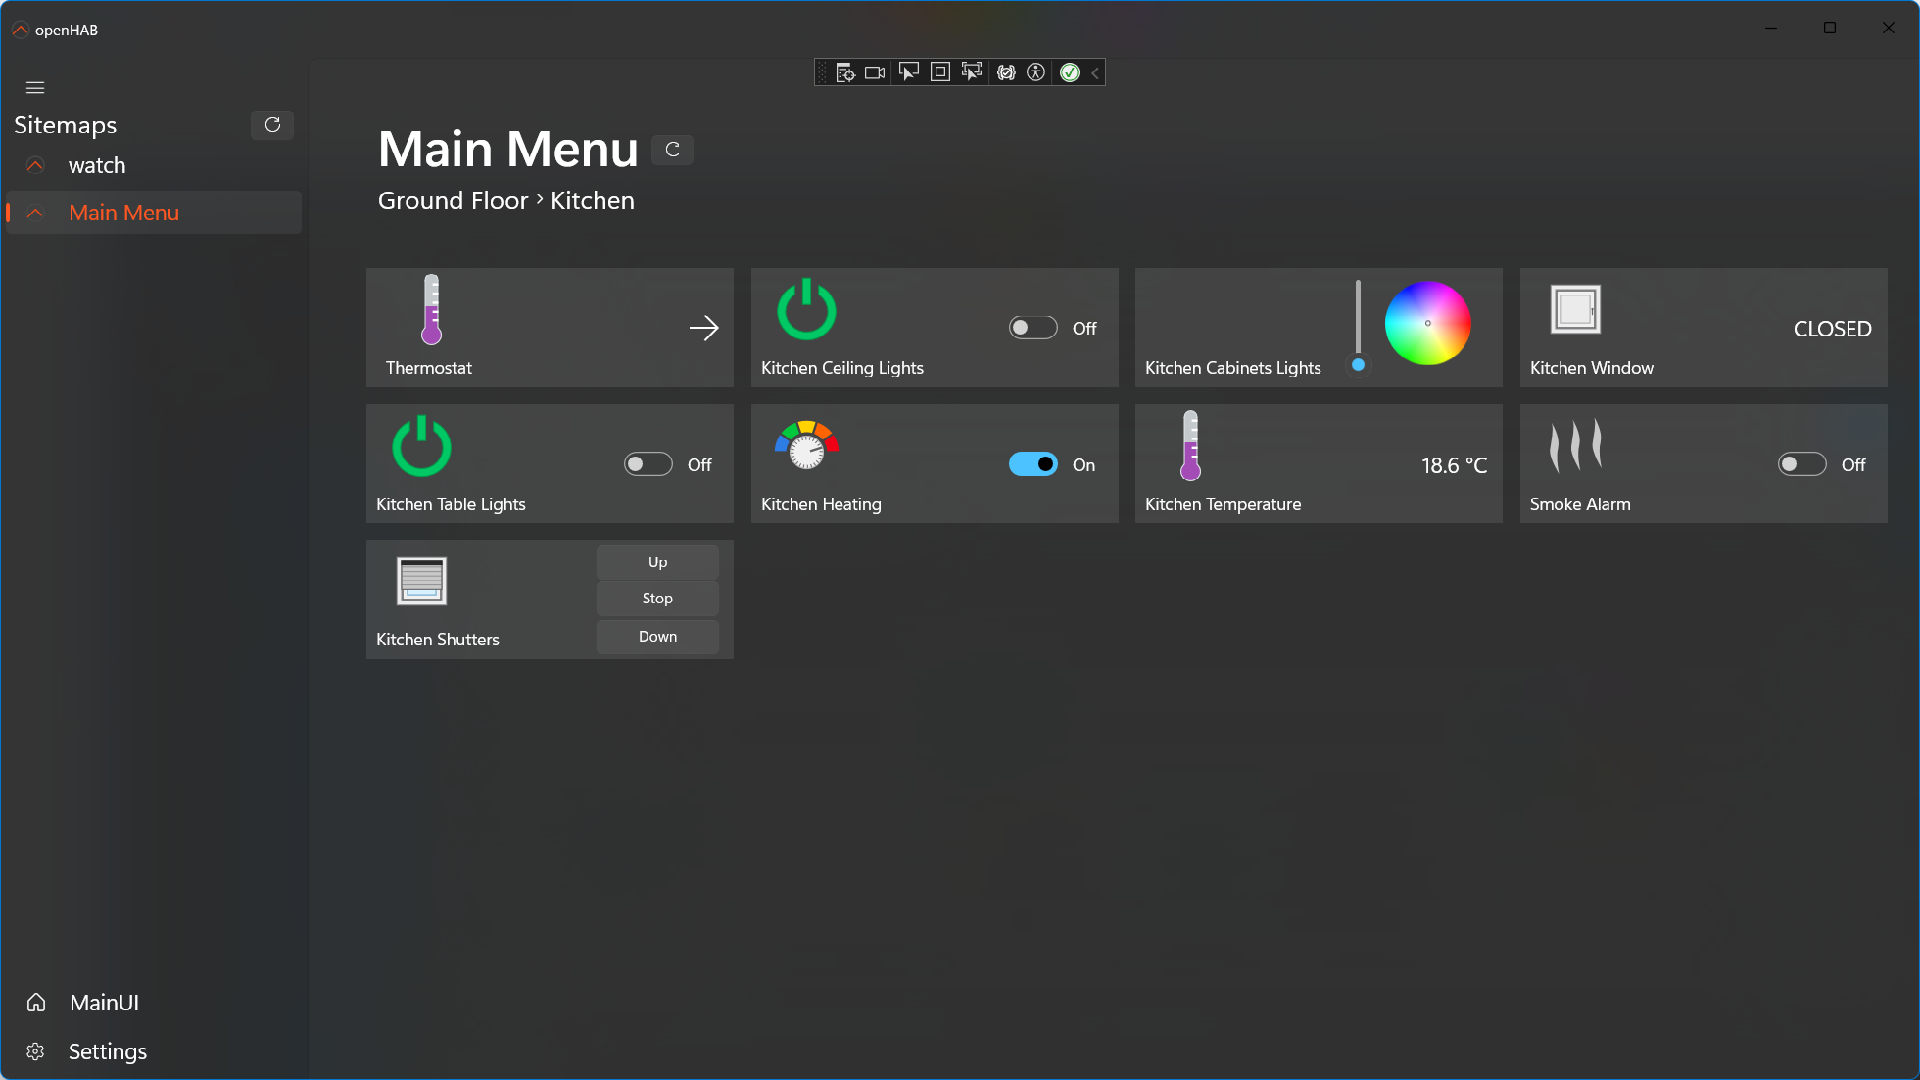 openHAB
Sitemaps
watch
Main Menu
Main Menu
Ground Floor > Kitchen
Thermostat
Kitchen Ceiling Lights
Off
Kitchen Cabinets Lights
Kitchen Window
CLOSED
Kitchen Table Lights
Off
Kitchen Heating
On
Kitchen Temperature
18.6 °C
Smoke Alarm
Off
Kitchen Shutters
Up
Stop
Down
MainUI
Settings